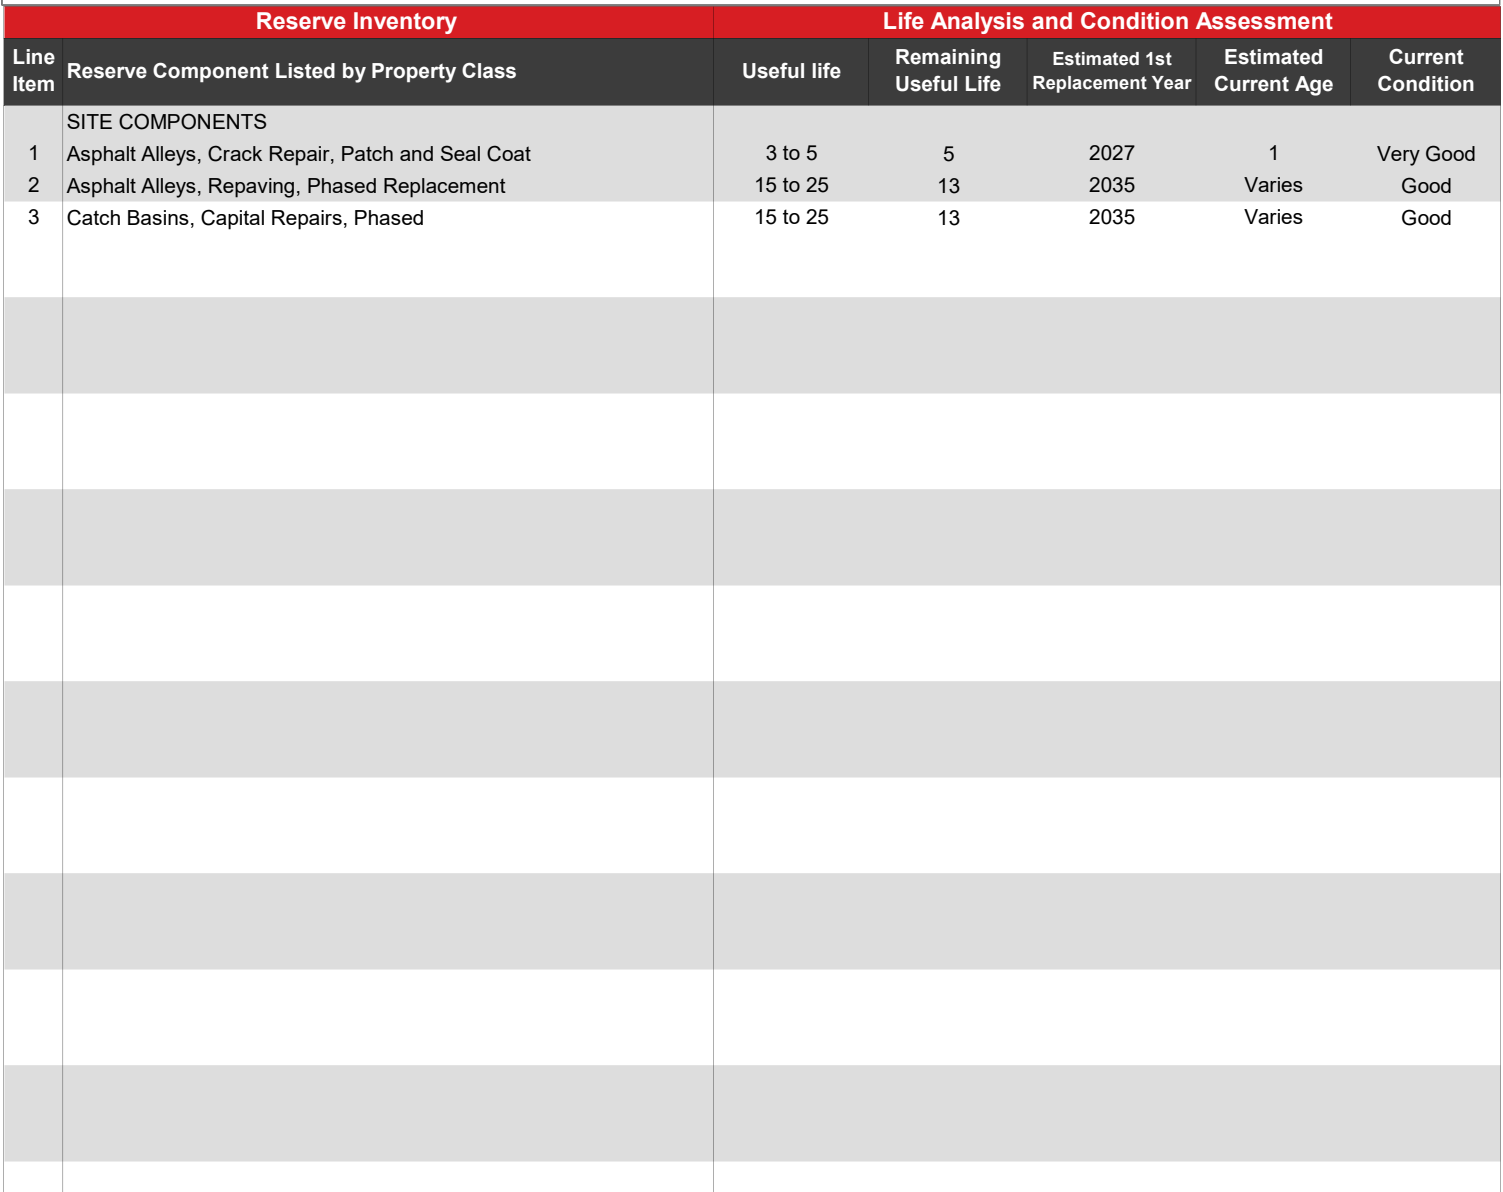 Reserve Inventory Life Analysis and Condition Assessment
Line Item Reserve Component Listed by Property Class Useful life Remaining Useful Life Estimated 1st Replacement Year Estimated Current Age Current Condition
SITE COMPONENTS
1 Asphalt Alleys, Crack Repair, Patch and Seal Coat 3 to 5 5 2027 1 Very Good
2 Asphalt Alleys, Repaving, Phased Replacement 15 to 25 13 2035 Varies Good
3 Catch Basins, Capital Repairs, Phased 15 to 25 13 2035 Varies Good